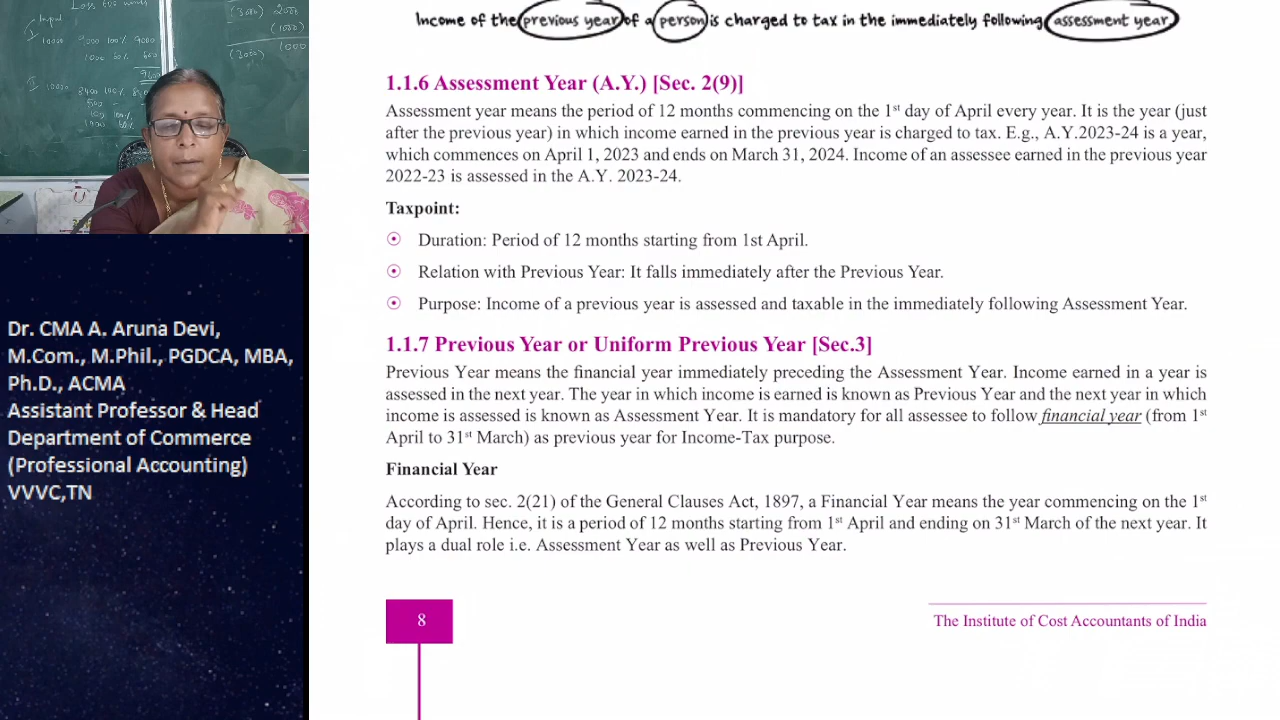 Income of the previous year of a person is charged to tax in the immediately following assessment year
1.1.6 Assessment Year (A.Y.) [Sec. 2(9)]
Assessment year means the period of 12 months commencing on the 1st day of April every year. It is the year (just
after the previous year) in which income earned in the previous year is charged to tax. E.g., A.Y.2023-24 is a year,
which commences on April 1, 2023 and ends on March 31, 2024. Income of an assessee earned in the previous year
2022-23 is assessed in the A.Y. 2023-24.
Taxpoint:
Duration: Period of 12 months starting from 1st April.
Relation with Previous Year: It falls immediately after the Previous Year.
Purpose: Income of a previous year is assessed and taxable in the immediately following Assessment Year.
1.1.7 Previous Year or Uniform Previous Year [Sec.3]
Previous Year means the financial year immediately preceding the Assessment Year. Income earned in a year is
assessed in the next year. The year in which income is earned is known as Previous Year and the next year in which
income is assessed is known as Assessment Year. It is mandatory for all assessee to follow financial year (from 1st
April to 31st March) as previous year for Income-Tax purpose.
Financial Year
According to sec. 2(21) of the General Clauses Act, 1897, a Financial Year means the year commencing on the 1st
day of April. Hence, it is a period of 12 months starting from 1st April and ending on 31st March of the next year. It
plays a dual role i.e. Assessment Year as well as Previous Year.
8
The Institute of Cost Accountants of India
Dr. CMA A. Aruna Devi,
M.Com., M.Phil., PGDCA, MBA,
Ph.D., ACMA
Assistant Professor & Head
Department of Commerce
(Professional Accounting)
VVVC,TN
Input
10000
(3000)
(1000)
1000